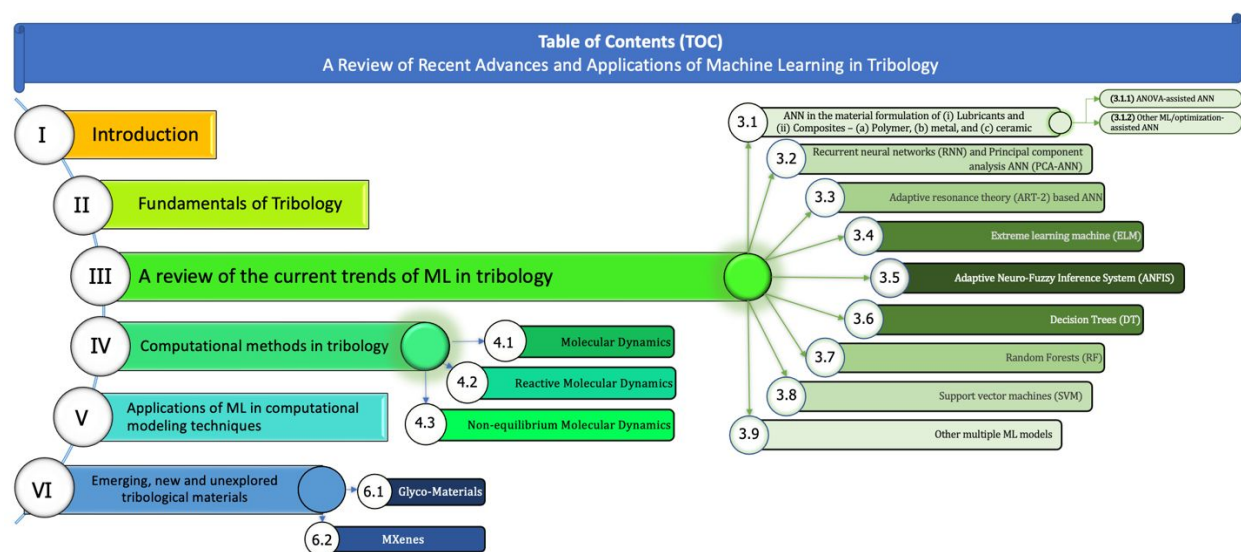 Table of Contents (TOC)
A Review of Recent Advances and Applications of Machine Learning in Tribology
I
Introduction
II
Fundamentals of Tribology
III
A review of the current trends of ML in tribology
3.1
ANN in the material formulation of (i) Lubricants and
(ii) Composites – (a) Polymer, (b) metal, and (c) ceramic
(3.1.1) ANOVA-assisted ANN
(3.1.2) Other ML/optimization-
assisted ANN
3.2
Recurrent neural networks (RNN) and Principal component
analysis ANN (PCA-ANN)
3.3
Adaptive resonance theory (ART-2) based ANN
3.4
Extreme learning machine (ELM)
3.5
Adaptive Neuro-Fuzzy Inference System (ANFIS)
3.6
Decision Trees (DT)
3.7
Random Forests (RF)
3.8
Support vector machines (SVM)
3.9
Other multiple ML models
IV
Computational methods in tribology
4.1
Molecular Dynamics
4.2
Reactive Molecular Dynamics
4.3
Non-equilibrium Molecular Dynamics
V
Applications of ML in computational
modeling techniques
VI
Emerging, new and unexplored
tribological materials
6.1
Glyco-Materials
6.2
MXenes